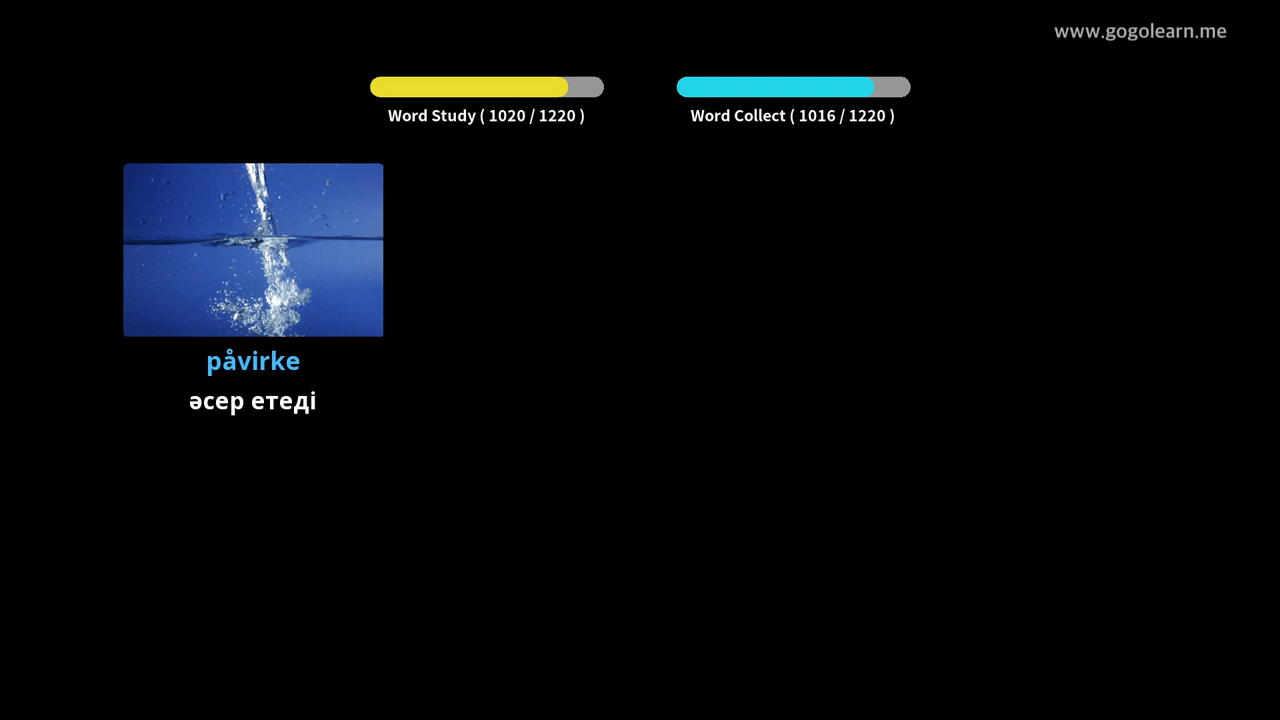 www.gogolearn.me
Word Study ( 1020 / 1220 )
Word Collect ( 1016 / 1220 )
påvirke
әсер етеді